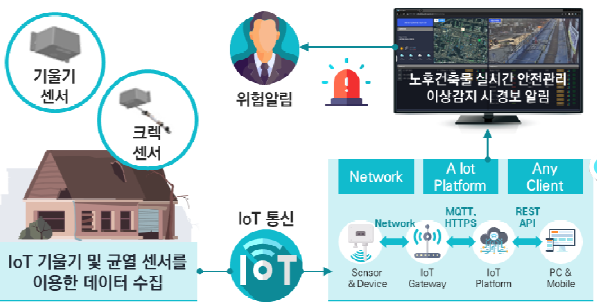 기울기
센서
크렉
센서
IoT 기울기 및 균열 센서를
이용한 데이터 수집
위험알림
노후건축물 실시간 안전관리
이상감지 시 경보 알림
IoT 통신
IoT
Network
A lot
Platform
Any
Client
Network
MQTT,
HTTPS
REST
API
Sensor
& Device
IoT
Gateway
IoT
Platform
PC &
Mobile